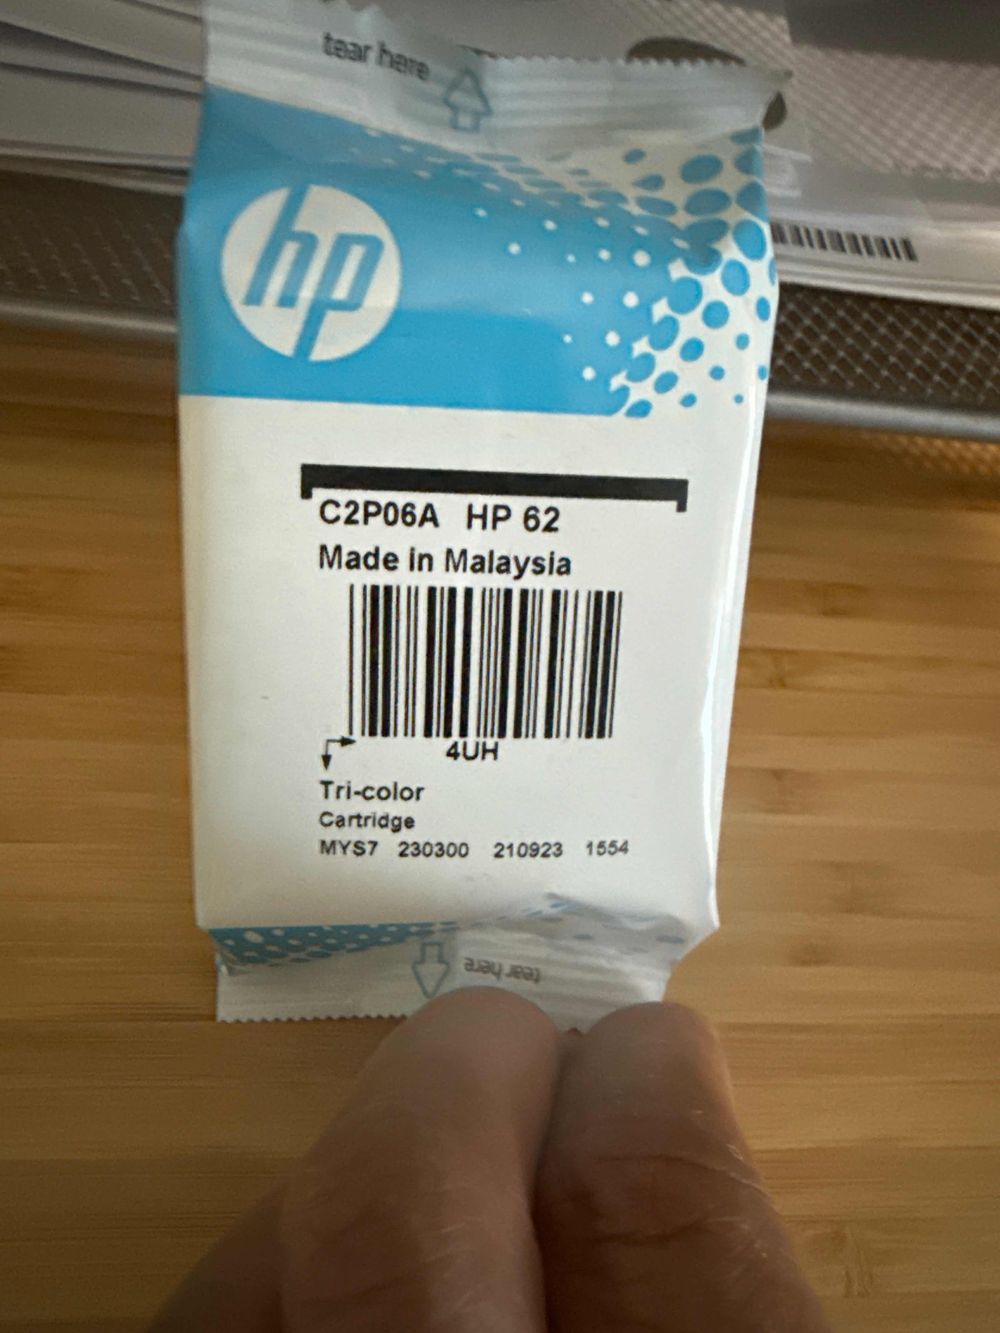 tear here
hp
C2P06A HP 62
Made in Malaysia
4UH
Tri-color
Cartridge
MYS7 230300 210923 1554
tear here